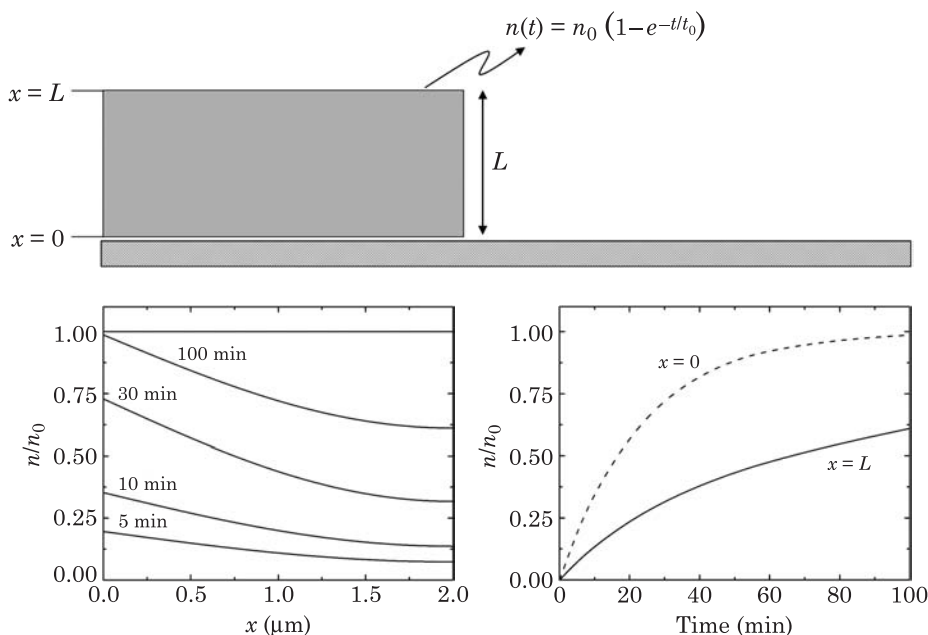 n(t) = n₀ (1–e^{–t/t₀})
x = L
L
x = 0
1.00
0.75
0.50
0.25
0.00
n/n₀
100 min
30 min
10 min
5 min
0.0 0.5 1.0 1.5 2.0
x (μm)
1.00
0.75
0.50
0.25
0.00
n/n₀
x = 0
x = L
0 20 40 60 80 100
Time (min)